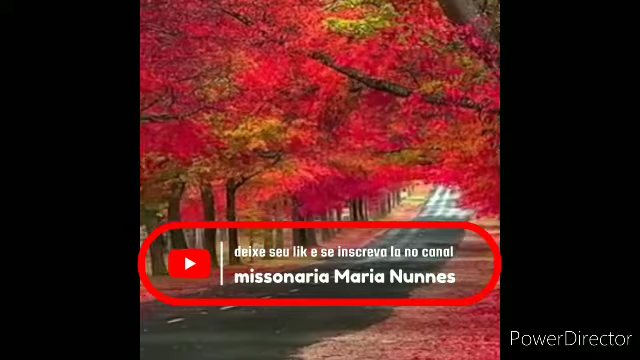 deixe seu lik e se inscreva la no canal
missonaria Maria Nunnes
PowerDirector